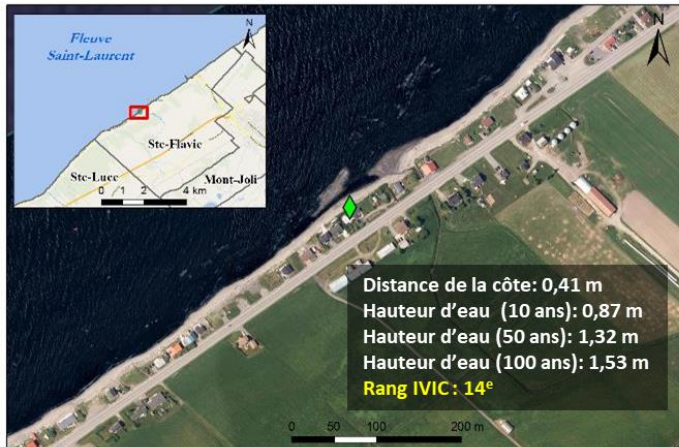 Fleuve
Saint-Laurent
N
Ste-Flavie
Ste-Luce
Mont-Joli
0 1 2 4 km
N
Distance de la côte: 0,41 m
Hauteur d’eau (10 ans): 0,87 m
Hauteur d’eau (50 ans): 1,32 m
Hauteur d’eau (100 ans): 1,53 m
Rang IVIC : 14e
0 50 100 200 m